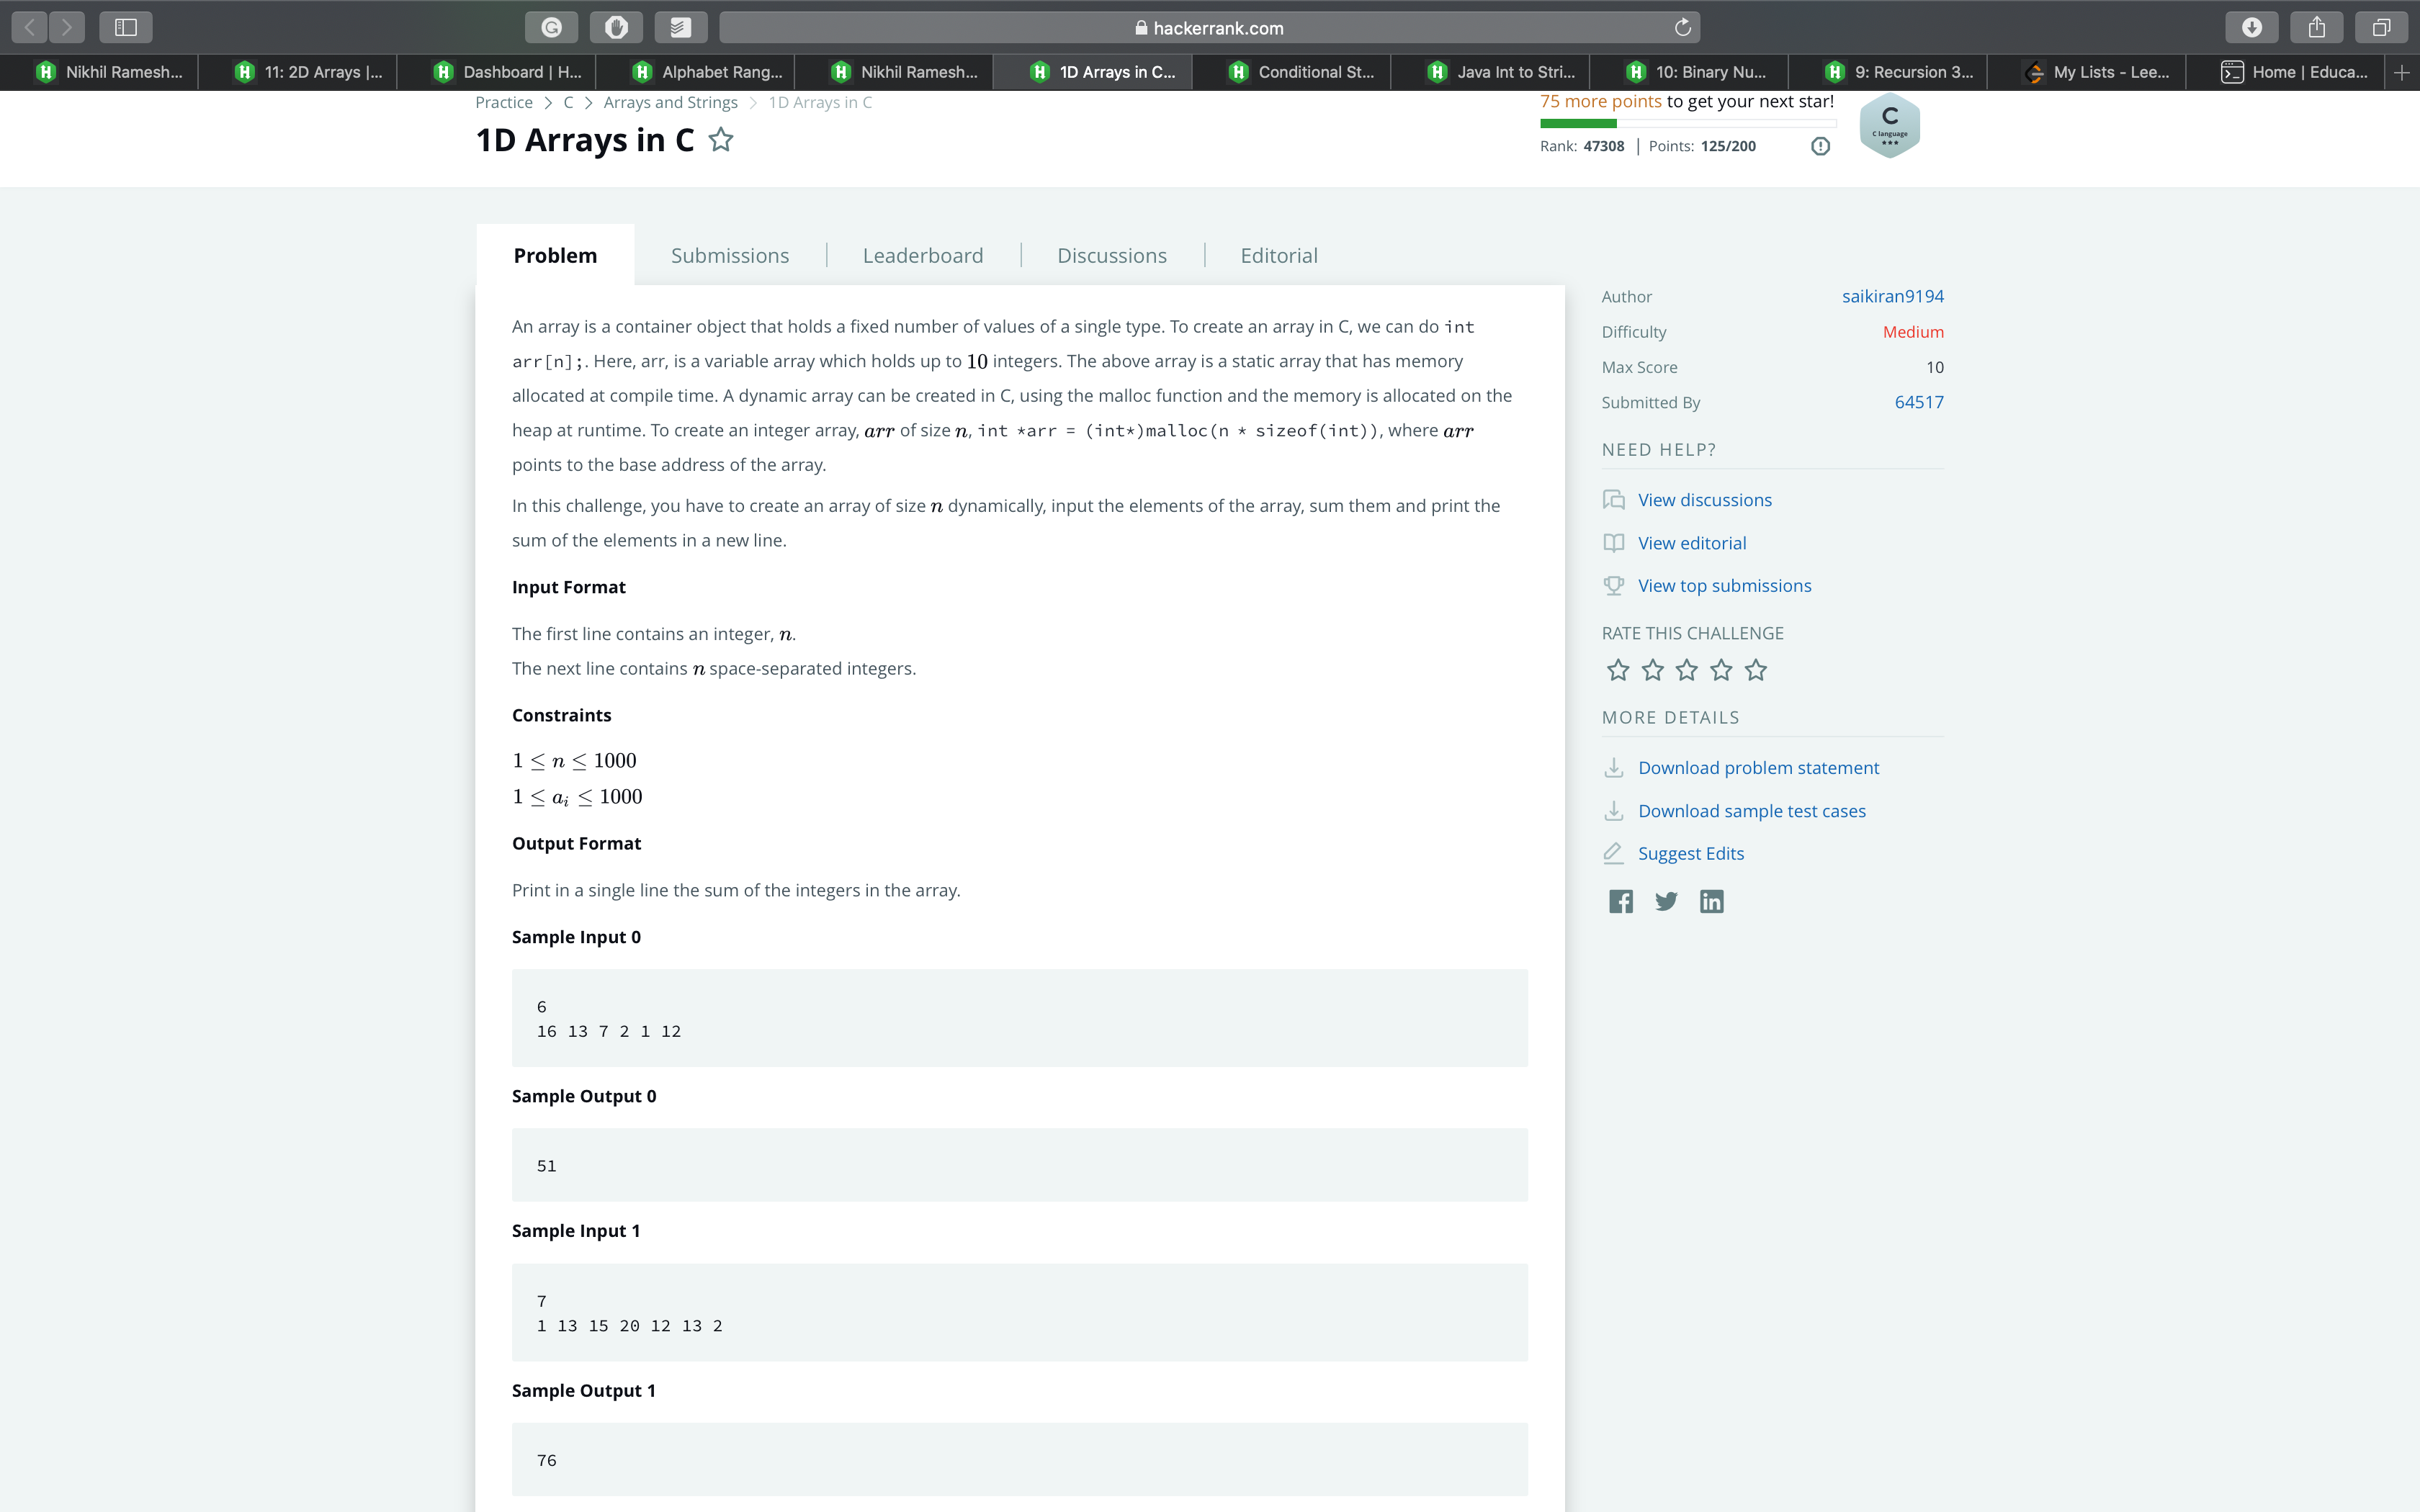 hackerrank.com
Nikhil Ramesh...
11: 2D Arrays |...
Dashboard | H...
Alphabet Rang...
Nikhil Ramesh...
1D Arrays in C...
Conditional St...
Java Int to Stri...
10: Binary Nu...
9: Recursion 3...
My Lists - Lee...
Home | Educa...
Practice > C > Arrays and Strings > 1D Arrays in C
1D Arrays in C
75 more points to get your next star!
Rank: 47308 | Points: 125/200
C
C language
Problem
Submissions
Leaderboard
Discussions
Editorial
An array is a container object that holds a fixed number of values of a single type. To create an array in C, we can do int
arr[n];. Here, arr, is a variable array which holds up to 10 integers. The above array is a static array that has memory
allocated at compile time. A dynamic array can be created in C, using the malloc function and the memory is allocated on the
heap at runtime. To create an integer array, arr of size n, int *arr = (int*)malloc(n * sizeof(int)), where arr
points to the base address of the array.
In this challenge, you have to create an array of size n dynamically, input the elements of the array, sum them and print the
sum of the elements in a new line.
Input Format
The first line contains an integer, n.
The next line contains n space-separated integers.
Constraints
1 ≤ n ≤ 1000
1 ≤ aᵢ ≤ 1000
Output Format
Print in a single line the sum of the integers in the array.
Sample Input 0
6
16 13 7 2 1 12
Sample Output 0
51
Sample Input 1
7
1 13 15 20 12 13 2
Sample Output 1
76
Author saikiran9194
Difficulty Medium
Max Score 10
Submitted By 64517
NEED HELP?
View discussions
View editorial
View top submissions
RATE THIS CHALLENGE
MORE DETAILS
Download problem statement
Download sample test cases
Suggest Edits